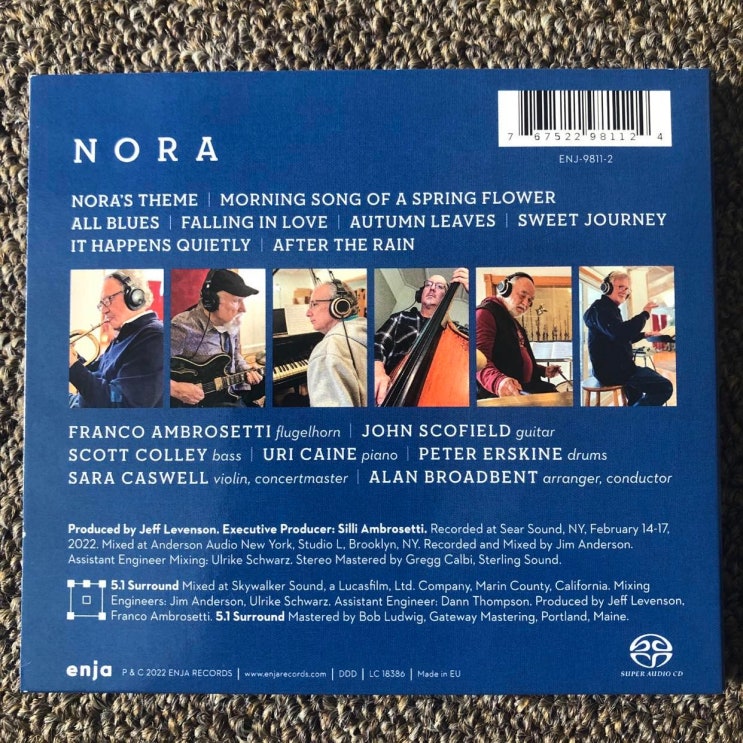 7 67522 98112 4
ENJ-9811-2
NORA
NORA'S THEME | MORNING SONG OF A SPRING FLOWER
ALL BLUES | FALLING IN LOVE | AUTUMN LEAVES | SWEET JOURNEY
IT HAPPENS QUIETLY | AFTER THE RAIN
FRANCO AMBROSETTI flugelhorn | JOHN SCOFIELD guitar
SCOTT COLLEY bass | URI CAINE piano | PETER ERSKINE drums
SARA CASWELL violin, concertmaster | ALAN BROADBENT arranger, conductor
Produced by Jeff Levenson. Executive Producer: Silli Ambrosetti. Recorded at Sear Sound, NY, February 14-17,
2022. Mixed at Anderson Audio New York, Studio L, Brooklyn, NY. Recorded and Mixed by Jim Anderson.
Assistant Engineer Mixing: Ulrike Schwarz. Stereo Mastered by Gregg Calbi, Sterling Sound.
5.1 Surround Mixed at Skywalker Sound, a Lucasfilm, Ltd. Company, Marin County, California. Mixing
Engineers: Jim Anderson, Ulrike Schwarz. Assistant Engineer: Dann Thompson. Produced by Jeff Levenson,
Franco Ambrosetti. 5.1 Surround Mastered by Bob Ludwig, Gateway Mastering, Portland, Maine.
enja P & C 2022 ENJA RECORDS | www.enjarecords.com | DDD | LC 18386 | Made in EU
SUPER AUDIO CD